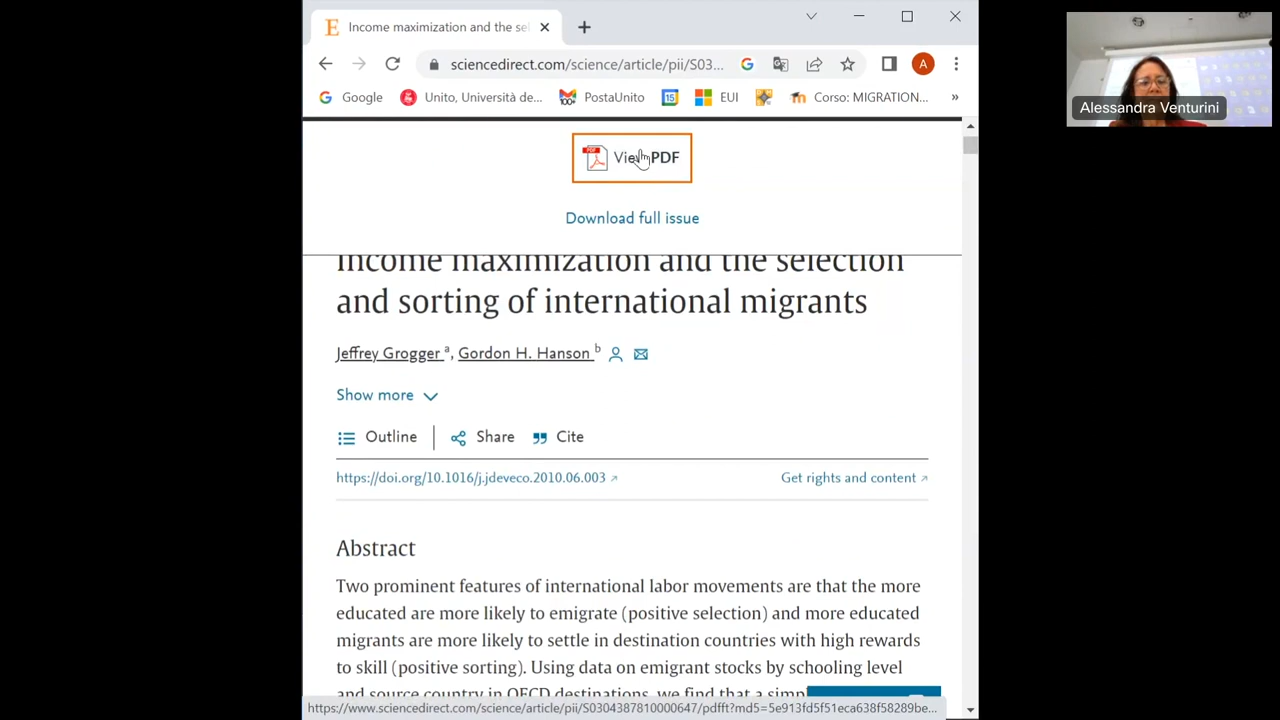 Income maximization and the se
sciencedirect.com/science/article/pii/S03...
A
Google
Unito, Università de...
PostaUnito
15
EUI
Corso: MIGRATION...
»
Alessandra Venturini
PDF
View PDF
Download full issue
Income maximization and the selection
and sorting of international migrants
Jeffrey Grogger a, Gordon H. Hanson b
Show more
Outline
Share
Cite
https://doi.org/10.1016/j.jdeveco.2010.06.003
Get rights and content
Abstract
Two prominent features of international labor movements are that the more
educated are more likely to emigrate (positive selection) and more educated
migrants are more likely to settle in destination countries with high rewards
to skill (positive sorting). Using data on emigrant stocks by schooling level
and source country in OECD destinations, we find that a simpl
https://www.sciencedirect.com/science/article/pii/S0304387810000647/pdfft?md5=5e913fd5f51eca638f58289be...